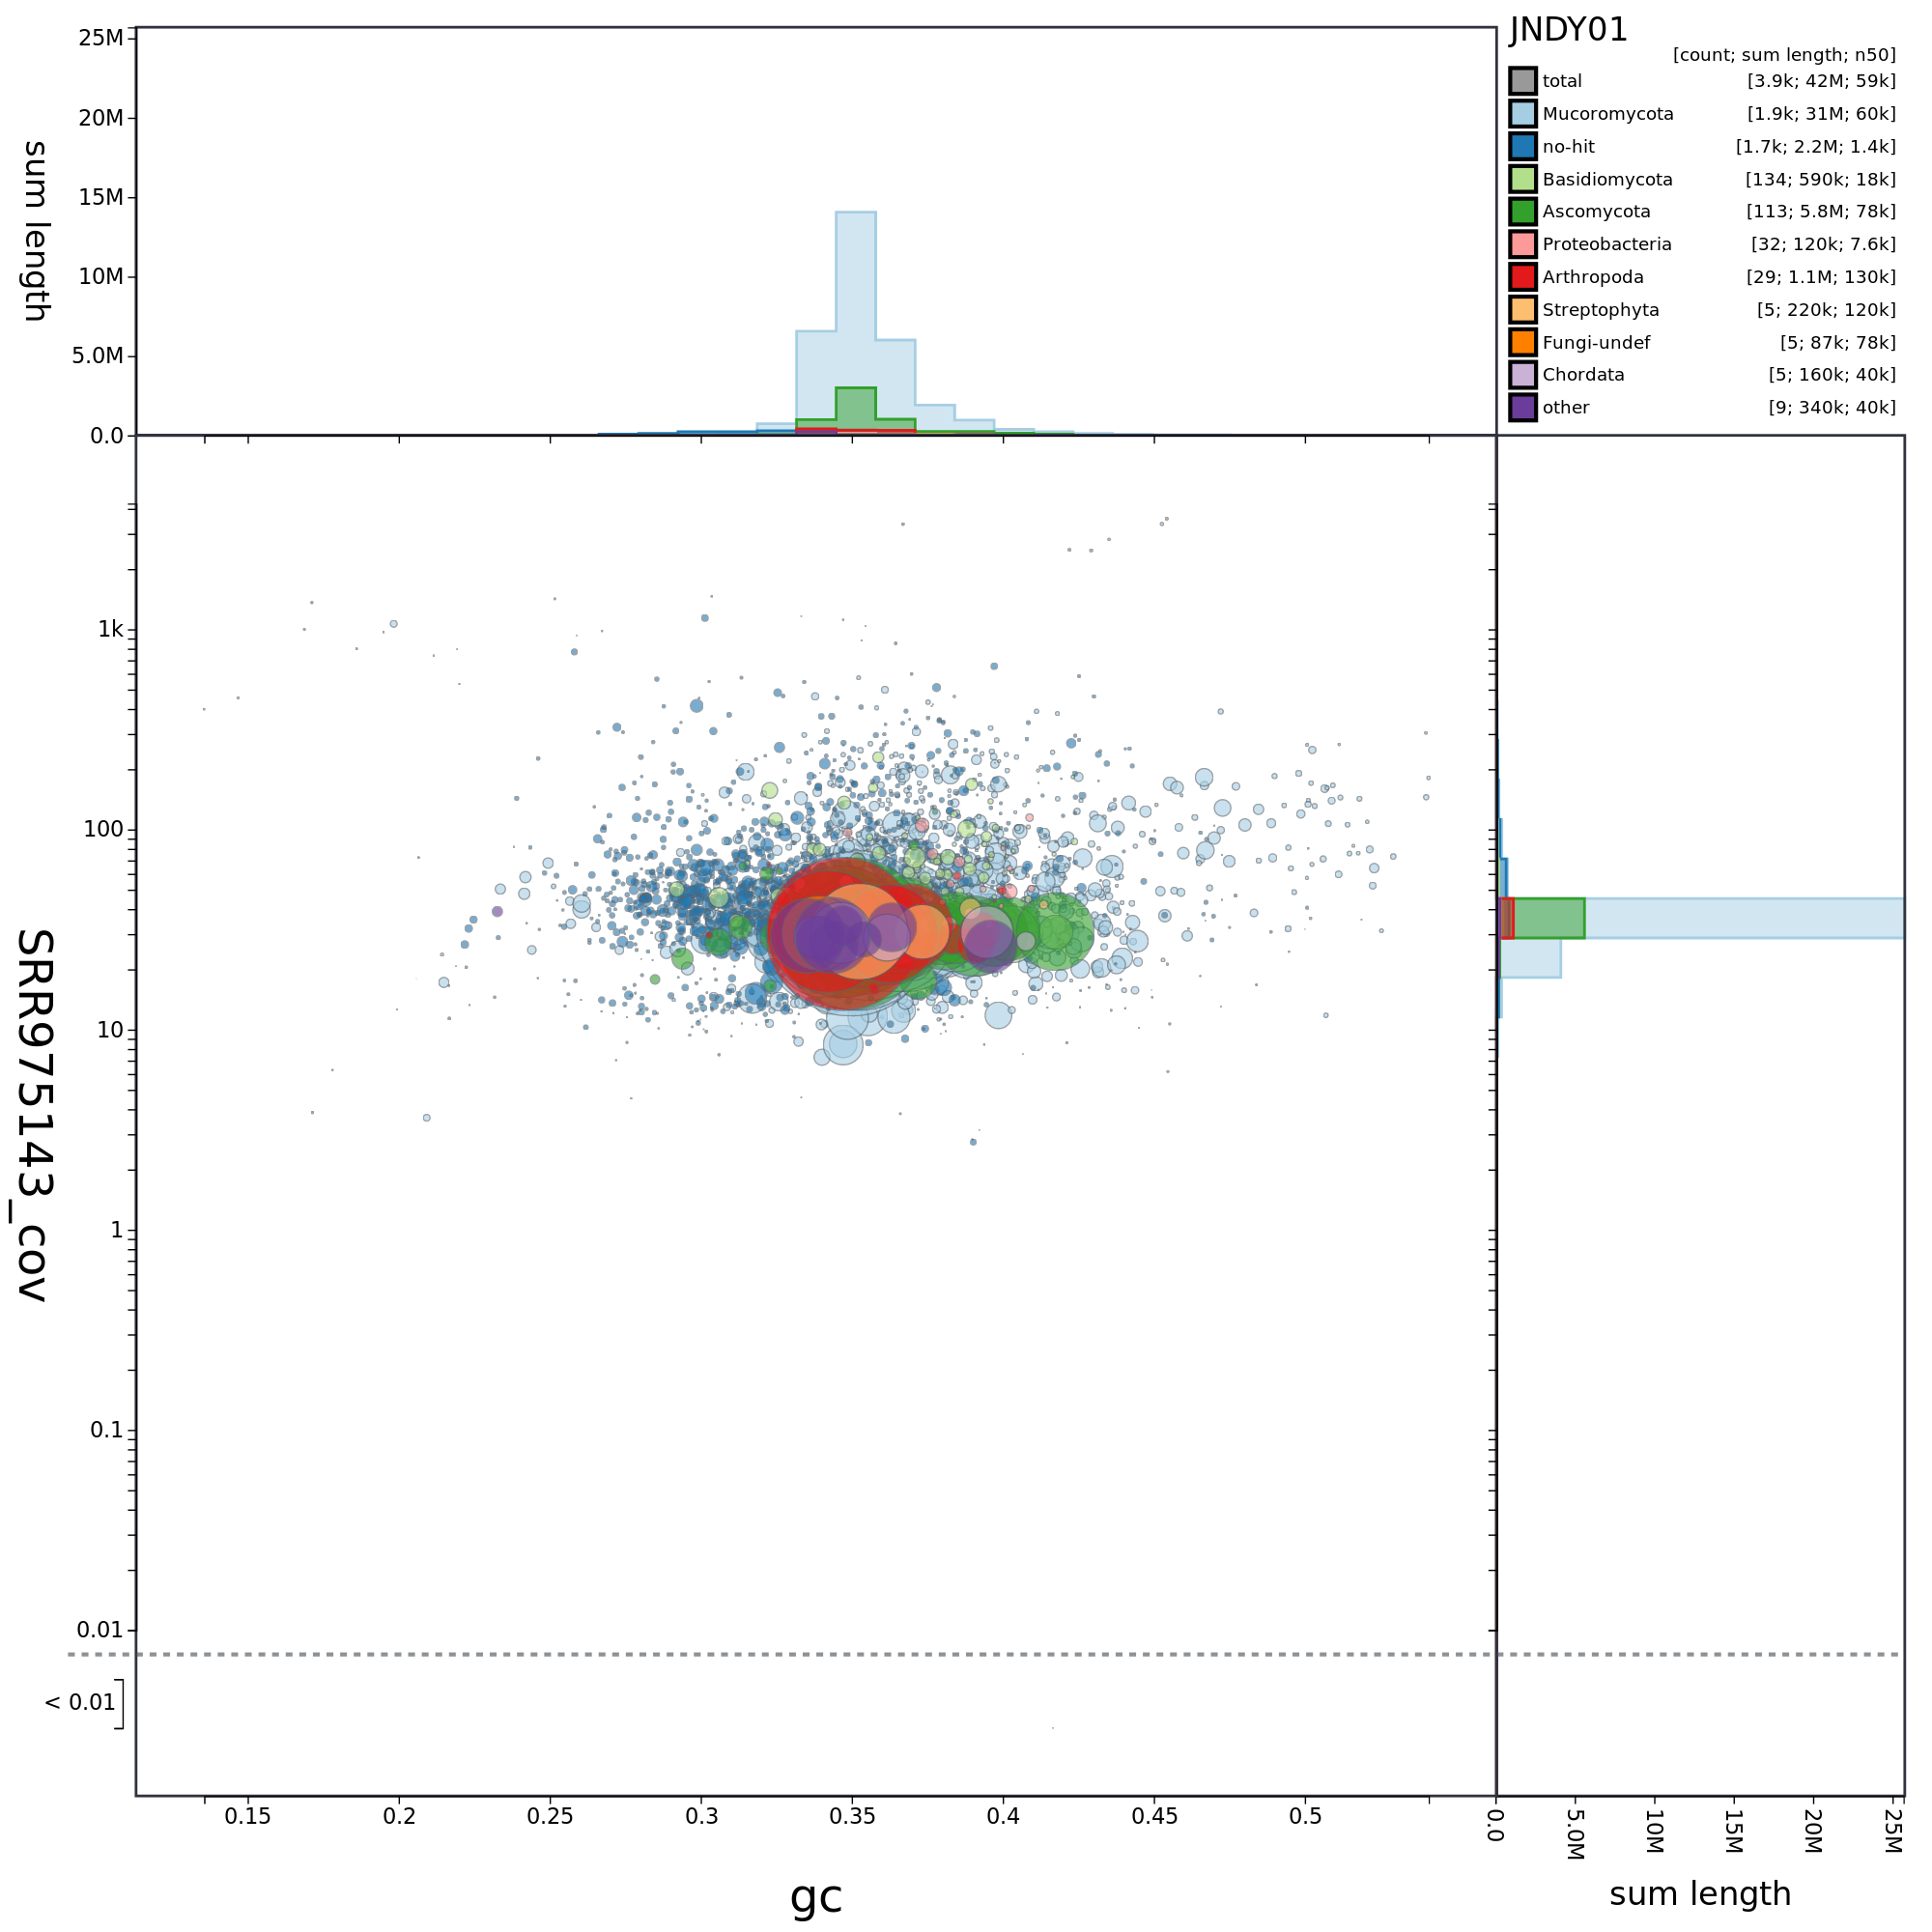 JNDY01
[count; sum length; n50]
total [3.9k; 42M; 59k]
Mucoromycota [1.9k; 31M; 60k]
no-hit [1.7k; 2.2M; 1.4k]
Basidiomycota [134; 590k; 18k]
Ascomycota [113; 5.8M; 78k]
Proteobacteria [32; 120k; 7.6k]
Arthropoda [29; 1.1M; 130k]
Streptophyta [5; 220k; 120k]
Fungi-undef [5; 87k; 78k]
Chordata [5; 160k; 40k]
other [9; 340k; 40k]
sum length
25M
20M
15M
10M
5.0M
0.0
SRR975143_cov
1k
100
10
1
0.1
0.01
< 0.01
0.15 0.2 0.25 0.3 0.35 0.4 0.45 0.5
gc
0.0 5.0M 10M 15M 20M 25M
sum length